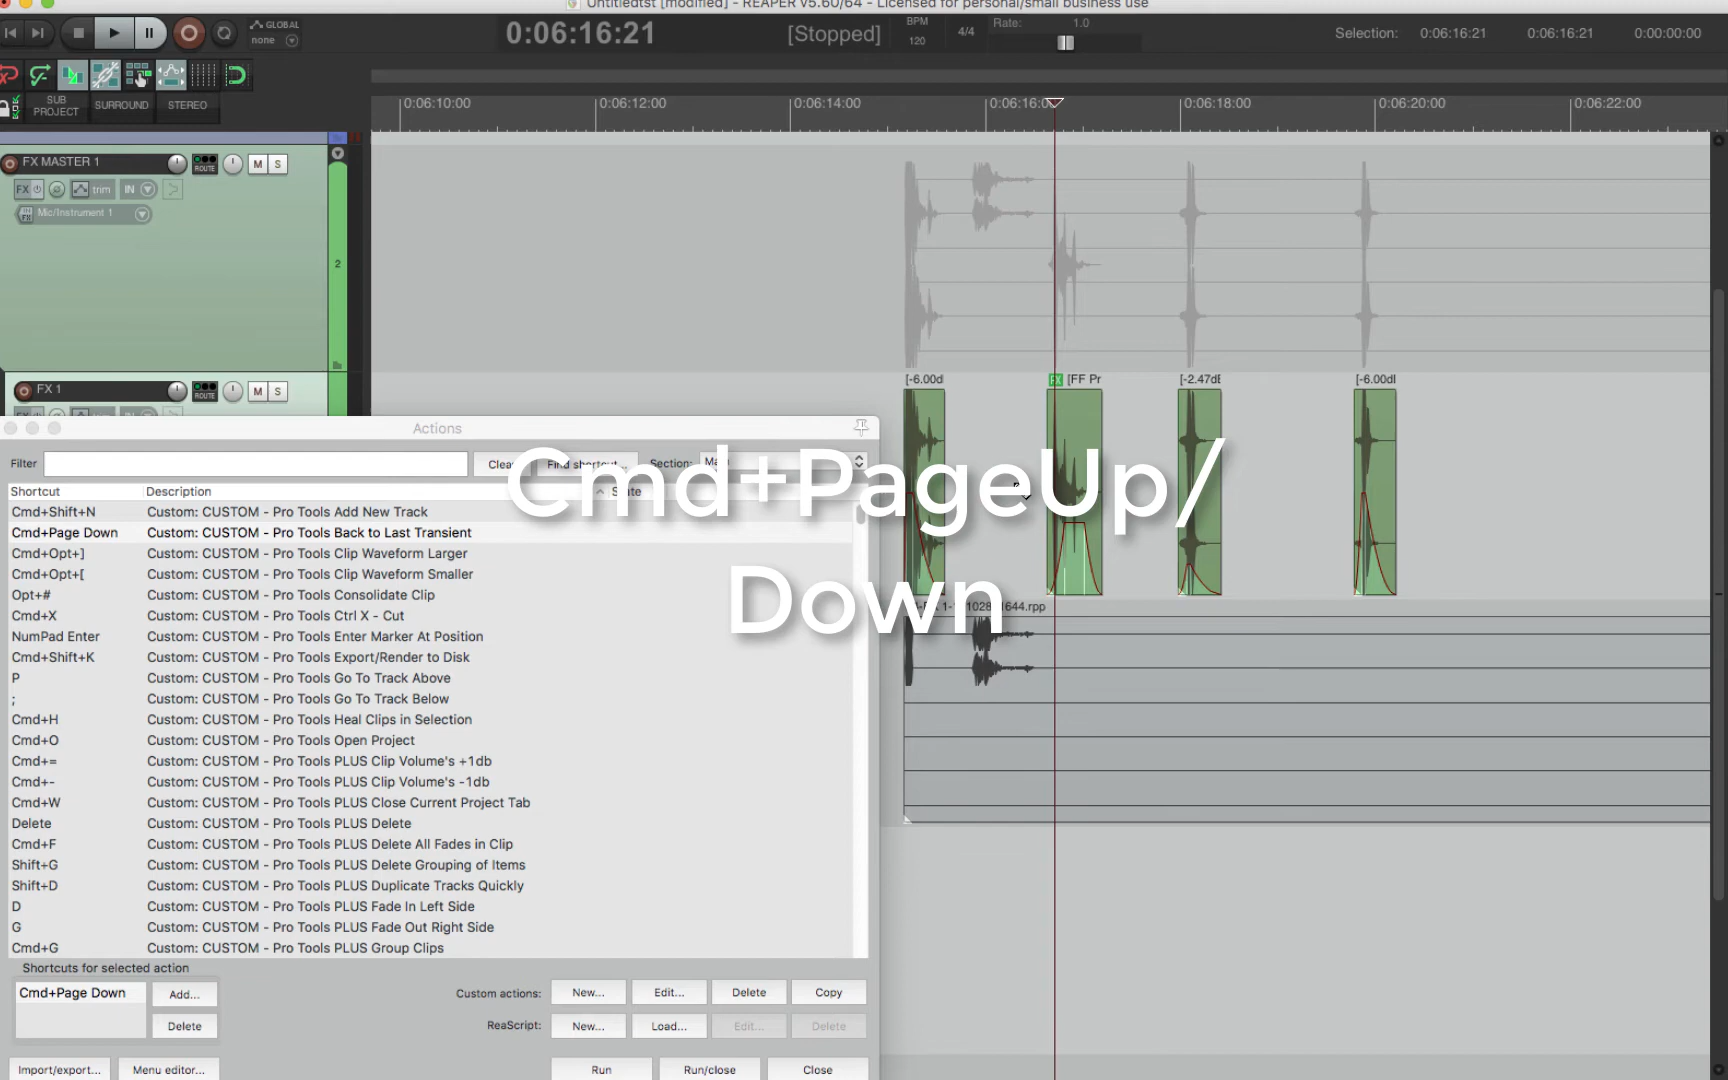 Untitledtst [modified] - REAPER v5.60/64 - Licensed for personal/small business use
GLOBAL
none
0:06:16:21
[Stopped]
BPM
120
4/4
Rate:
1.0
Selection:
0:06:16:21
0:06:16:21
0:00:00:00
SUB
PROJECT
SURROUND
STEREO
0:06:10:00
0:06:12:00
0:06:14:00
0:06:16:00
0:06:18:00
0:06:20:00
0:06:22:00
FX MASTER 1
ROUTE
M
S
FX
trim
IN
Mic/Instrument 1
2
FX 1
ROUTE
M
S
[-6.00d
FX
[FF Pr
[-2.47dE
[-6.00dI
Actions
Filter
Clear
Find shortcut...
Section:
Cmd+PageUp/
Down
Shortcut
Description
State
Cmd+Shift+N Custom: CUSTOM - Pro Tools Add New Track
Cmd+Page Down Custom: CUSTOM - Pro Tools Back to Last Transient
Cmd+Opt+] Custom: CUSTOM - Pro Tools Clip Waveform Larger
Cmd+Opt+[ Custom: CUSTOM - Pro Tools Clip Waveform Smaller
Opt+# Custom: CUSTOM - Pro Tools Consolidate Clip
Cmd+X Custom: CUSTOM - Pro Tools Ctrl X - Cut
NumPad Enter Custom: CUSTOM - Pro Tools Enter Marker At Position
Cmd+Shift+K Custom: CUSTOM - Pro Tools Export/Render to Disk
P Custom: CUSTOM - Pro Tools Go To Track Above
; Custom: CUSTOM - Pro Tools Go To Track Below
Cmd+H Custom: CUSTOM - Pro Tools Heal Clips in Selection
Cmd+O Custom: CUSTOM - Pro Tools Open Project
Cmd+= Custom: CUSTOM - Pro Tools PLUS Clip Volume's +1db
Cmd+- Custom: CUSTOM - Pro Tools PLUS Clip Volume's -1db
Cmd+W Custom: CUSTOM - Pro Tools PLUS Close Current Project Tab
Delete Custom: CUSTOM - Pro Tools PLUS Delete
Cmd+F Custom: CUSTOM - Pro Tools PLUS Delete All Fades in Clip
Shift+G Custom: CUSTOM - Pro Tools PLUS Delete Grouping of Items
Shift+D Custom: CUSTOM - Pro Tools PLUS Duplicate Tracks Quickly
D Custom: CUSTOM - Pro Tools PLUS Fade In Left Side
G Custom: CUSTOM - Pro Tools PLUS Fade Out Right Side
Cmd+G Custom: CUSTOM - Pro Tools PLUS Group Clips
Shortcuts for selected action
Cmd+Page Down
Add...
Delete
Custom actions:
New...
Edit...
Delete
Copy
ReaScript:
New...
Load...
Edit...
Delete
Import/export...
Menu editor...
Run
Run/close
Close